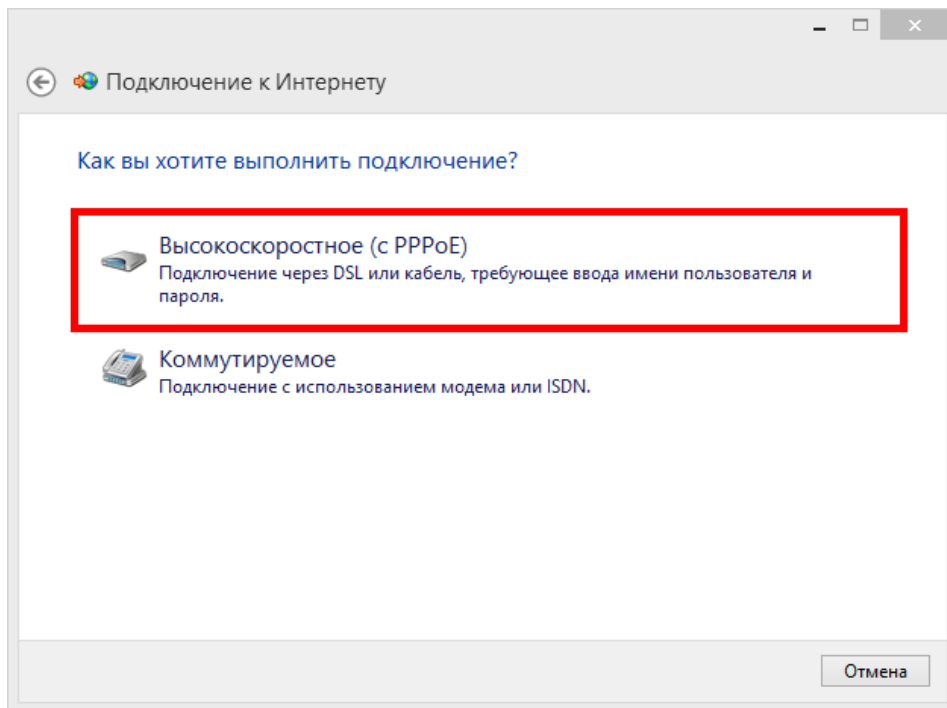 Подключение к Интернету
Как вы хотите выполнить подключение?
Высокоскоростное (с PPPoE)
Подключение через DSL или кабель, требующее ввода имени пользователя и
пароля.
Коммутируемое
Подключение с использованием модема или ISDN.
Отмена